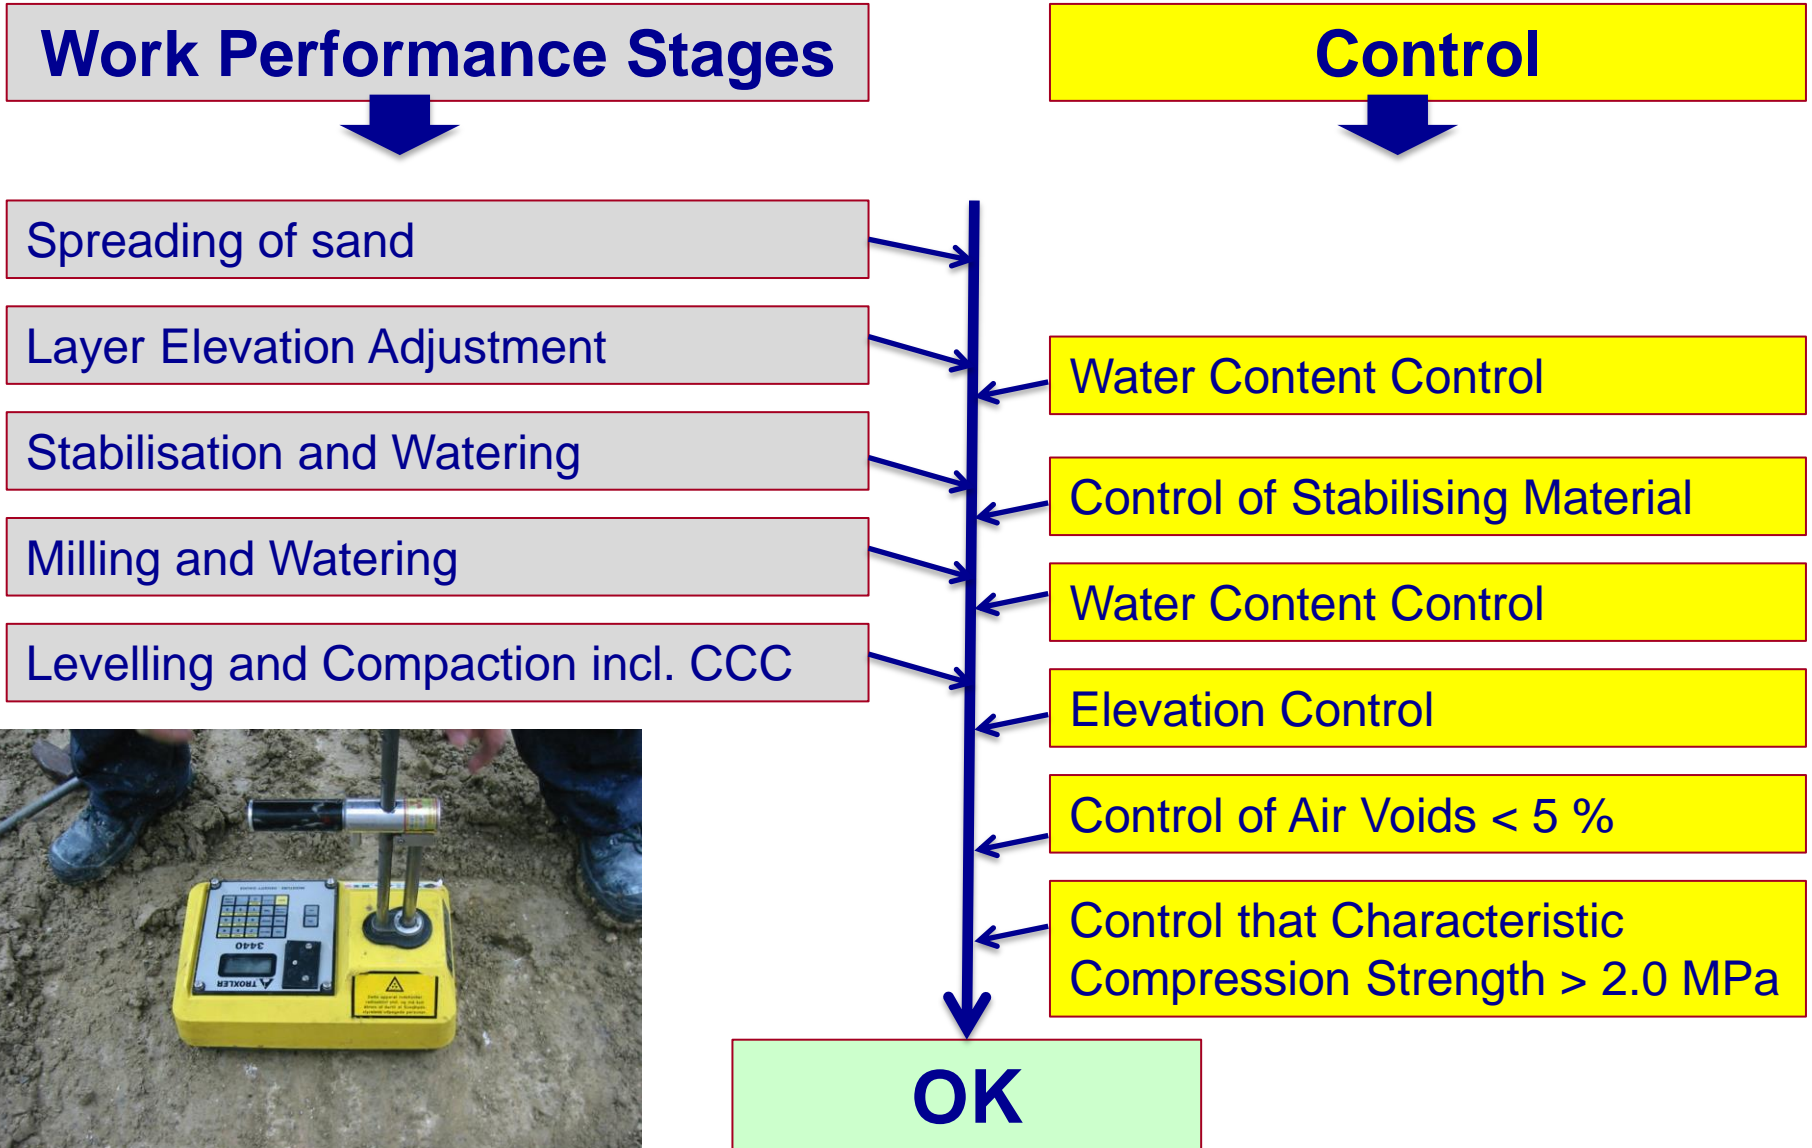 Work Performance Stages
Control
Spreading of sand
Layer Elevation Adjustment
Water Content Control
Stabilisation and Watering
Control of Stabilising Material
Milling and Watering
Water Content Control
Levelling and Compaction incl. CCC
Elevation Control
Control of Air Voids < 5 %
Control that Characteristic
Compression Strength > 2.0 MPa
OK
3440
TROXLER